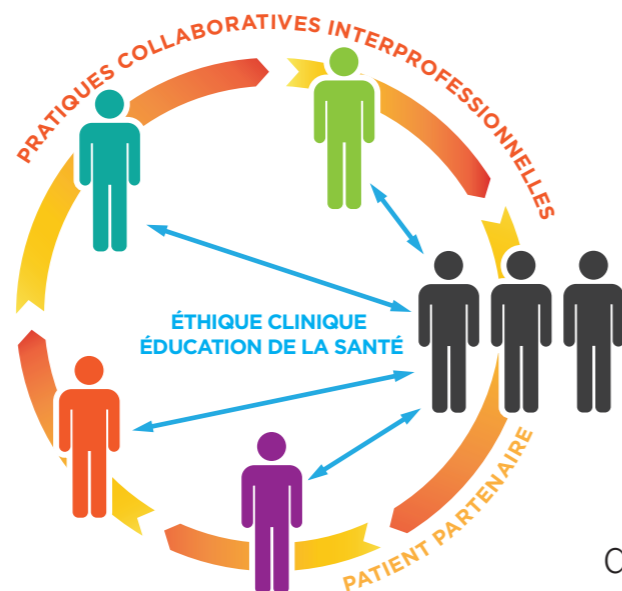 PRATIQUES COLLABORATIVES INTERPROFESSIONNELLES
ÉTHIQUE CLINIQUE
ÉDUCATION DE LA SANTÉ
PATIENT PARTENAIRE